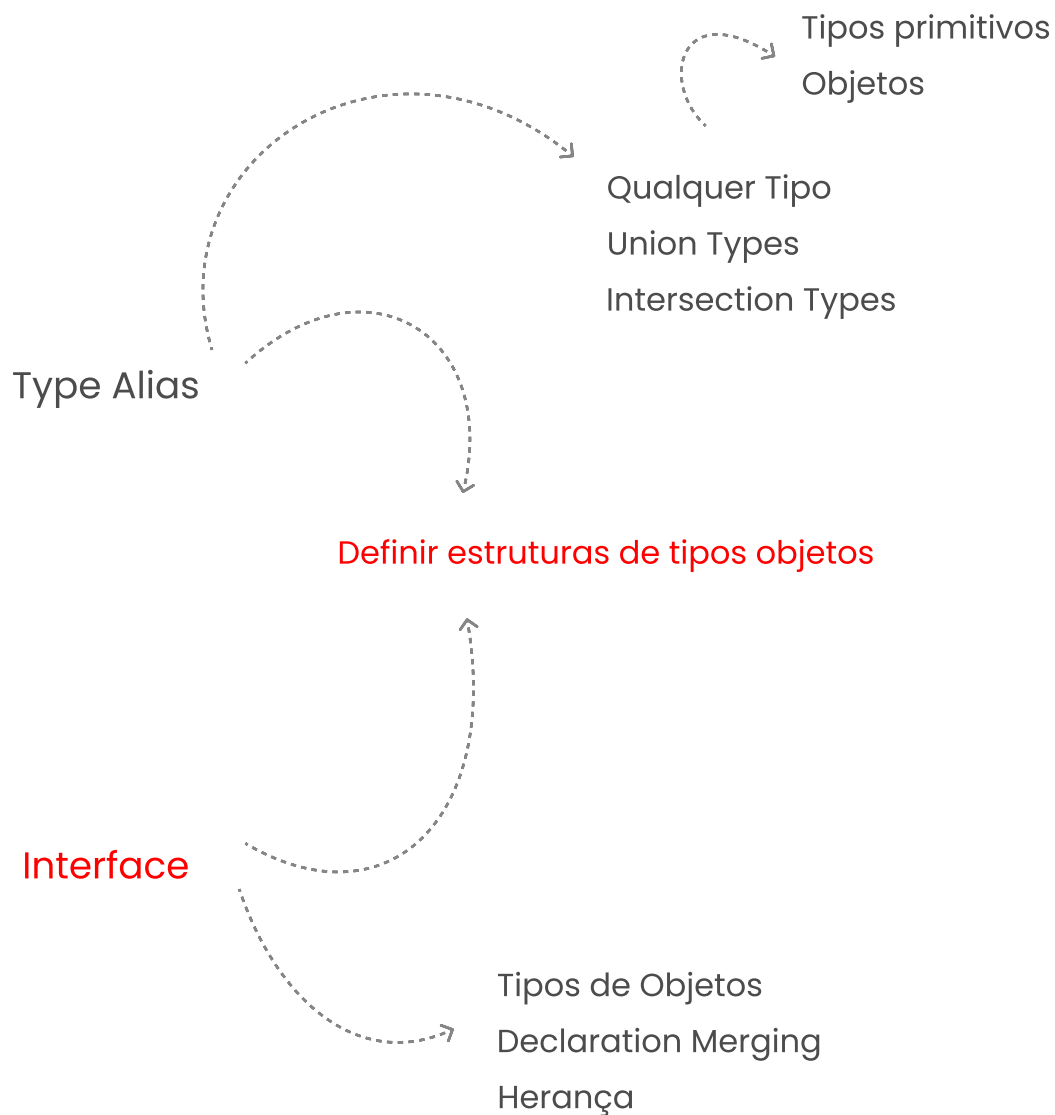 Tipos primitivos
Objetos
Qualquer Tipo
Union Types
Intersection Types
Type Alias
Definir estruturas de tipos objetos
Interface
Tipos de Objetos
Declaration Merging
Herança